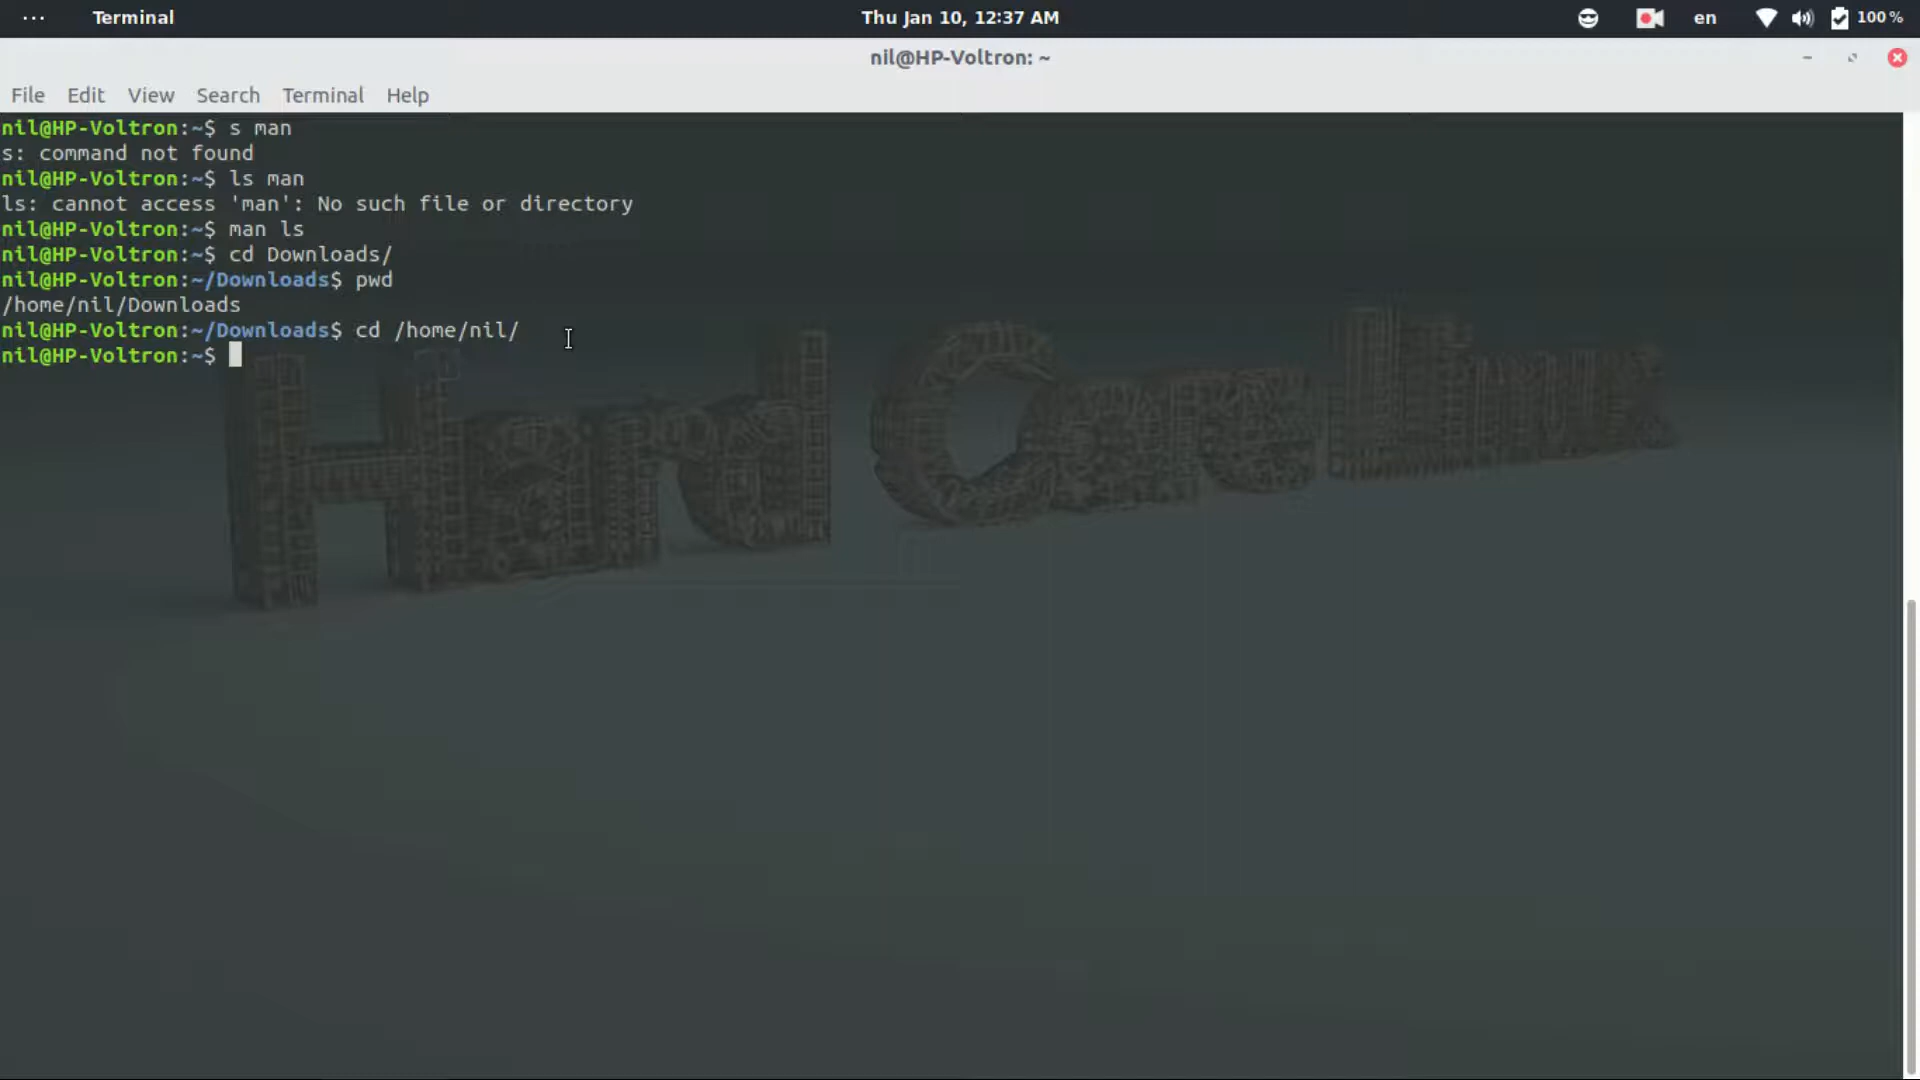 ... Terminal Thu Jan 10, 12:37 AM en 100 %
nil@HP-Voltron: ~
File Edit View Search Terminal Help
nil@HP-Voltron:~$ s man
s: command not found
nil@HP-Voltron:~$ ls man
ls: cannot access 'man': No such file or directory
nil@HP-Voltron:~$ man ls
nil@HP-Voltron:~$ cd Downloads/
nil@HP-Voltron:~/Downloads$ pwd
/home/nil/Downloads
nil@HP-Voltron:~/Downloads$ cd /home/nil/
nil@HP-Voltron:~$
Hard Core